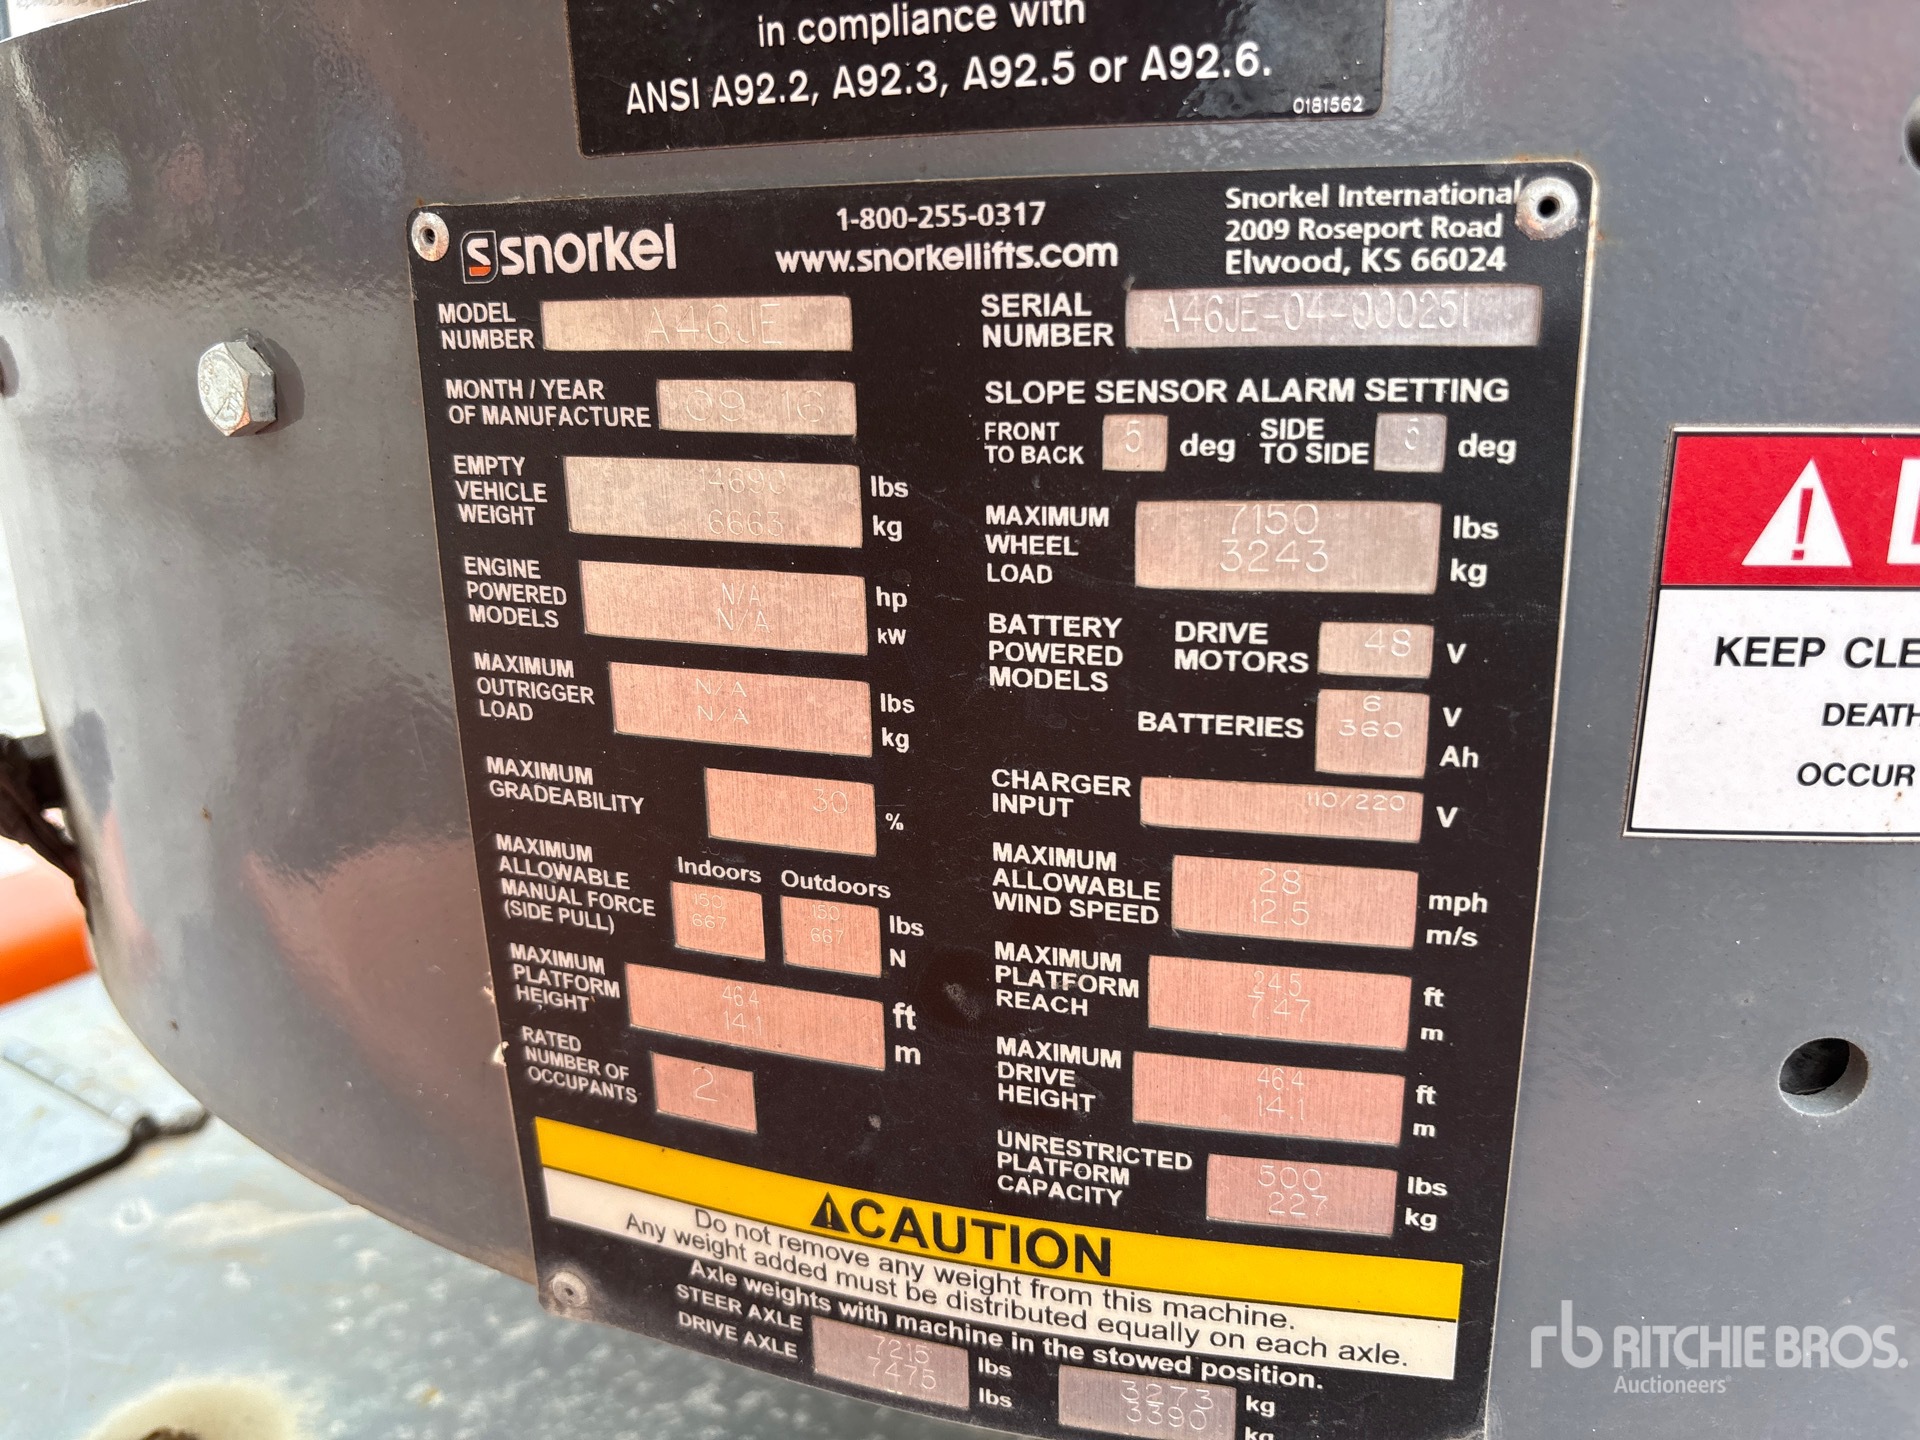 in compliance with
ANSI A92.2, A92.3, A92.5 or A92.6.
0181562
snorkel
1-800-255-0317
www.snorkellifts.com
Snorkel International
2009 Roseport Road
Elwood, KS 66024
MODEL
NUMBER
A46JE
MONTH / YEAR
OF MANUFACTURE
09 16
EMPTY
VEHICLE
WEIGHT
14690 lbs
6663 kg
ENGINE
POWERED
MODELS
N/A hp
N/A kW
MAXIMUM
OUTRIGGER
LOAD
N/A lbs
N/A kg
MAXIMUM
GRADEABILITY
30 %
MAXIMUM
ALLOWABLE
MANUAL FORCE
(SIDE PULL)
Indoors Outdoors
150 150 lbs
667 667 N
MAXIMUM
PLATFORM
HEIGHT
46.4 ft
14.1 m
RATED
NUMBER OF
OCCUPANTS
2
SERIAL
NUMBER
A46JE-04-000251
SLOPE SENSOR ALARM SETTING
FRONT
TO BACK
5 deg
SIDE
TO SIDE
deg
MAXIMUM
WHEEL
LOAD
7150 lbs
3243 kg
BATTERY
POWERED
MODELS
DRIVE
MOTORS
48 V
BATTERIES
6 V
360 Ah
CHARGER
INPUT
110/220 V
MAXIMUM
ALLOWABLE
WIND SPEED
28 mph
12.5 m/s
MAXIMUM
PLATFORM
REACH
24.5 ft
7.47 m
MAXIMUM
DRIVE
HEIGHT
46.4 ft
14.1 m
UNRESTRICTED
PLATFORM
CAPACITY
500 lbs
227 kg
CAUTION
Do not remove any weight from this machine.
Any weight added must be distributed equally on each axle.
Axle weights with machine in the stowed position.
STEER AXLE 7215 lbs 3273 kg
DRIVE AXLE 7475 lbs 3390 kg
KEEP CLE
DEATH
OCCUR
rb RITCHIE BROS.
Auctioneers